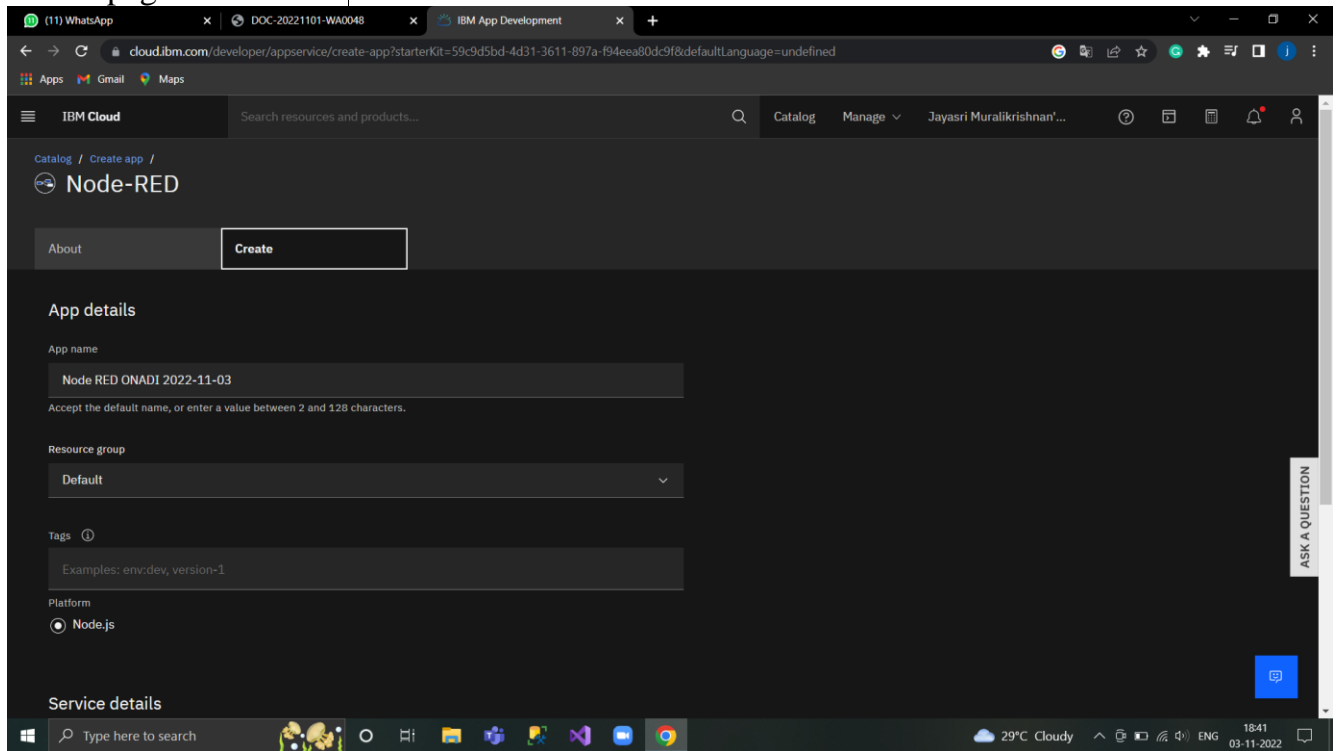 (11) WhatsApp
DOC-20221101-WA0048
IBM App Development
cloud.ibm.com/developer/appservice/create-app?starterKit=59c9d5bd-4d31-3611-897a-f94eea80dc9f&defaultLanguage=undefined
Apps Gmail Maps
IBM Cloud Search resources and products... Catalog Manage Jayasri Muralikrishnan'...
Catalog / Create app /
Node-RED
About Create
App details
App name
Node RED ONADI 2022-11-03
Accept the default name, or enter a value between 2 and 128 characters.
Resource group
Default
Tags
Examples: env:dev, version-1
Platform
Node.js
Service details
ASK A QUESTION
Type here to search 29°C Cloudy ENG 18:41
03-11-2022